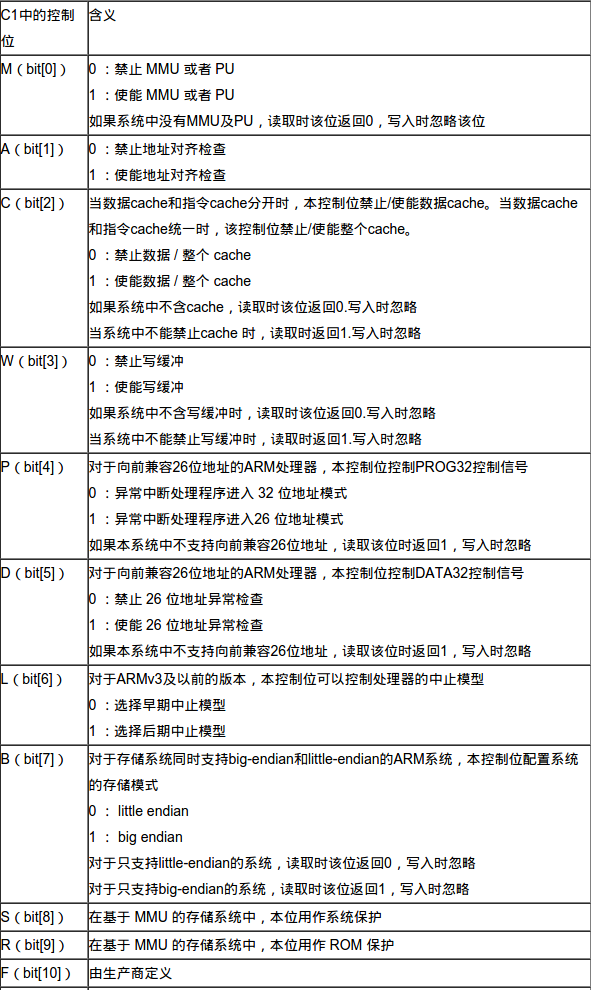 C1中的控制 含义
位
M（bit[0]） 0 ：禁止 MMU 或者 PU
1 ：使能 MMU 或者 PU
如果系统中没有MMU及PU，读取时该位返回0，写入时忽略该位
A（bit[1]） 0 ：禁止地址对齐检查
1 ：使能地址对齐检查
C（bit[2]） 当数据cache和指令cache分开时，本控制位禁止/使能数据cache。当数据cache
和指令cache统一时，该控制位禁止/使能整个cache。
0 ：禁止数据 / 整个 cache
1 ：使能数据 / 整个 cache
如果系统中不含cache，读取时该位返回0.写入时忽略
当系统中不能禁止cache 时，读取时返回1.写入时忽略
W（bit[3]） 0 ：禁止写缓冲
1 ：使能写缓冲
如果系统中不含写缓冲时，读取时该位返回0.写入时忽略
当系统中不能禁止写缓冲时，读取时返回1.写入时忽略
P（bit[4]） 对于向前兼容26位地址的ARM处理器，本控制位控制PROG32控制信号
0 ：异常中断处理程序进入 32 位地址模式
1 ：异常中断处理程序进入26 位地址模式
如果本系统中不支持向前兼容26位地址，读取该位时返回1，写入时忽略
D（bit[5]） 对于向前兼容26位地址的ARM处理器，本控制位控制DATA32控制信号
0 ：禁止 26 位地址异常检查
1 ：使能 26 位地址异常检查
如果本系统中不支持向前兼容26位地址，读取该位时返回1，写入时忽略
L（bit[6]） 对于ARMv3及以前的版本，本控制位可以控制处理器的中止模型
0 ：选择早期中止模型
1 ：选择后期中止模型
B（bit[7]） 对于存储系统同时支持big-endian和little-endian的ARM系统，本控制位配置系统
的存储模式
0 ： little endian
1 ： big endian
对于只支持little-endian的系统，读取时该位返回0，写入时忽略
对于只支持big-endian的系统，读取时该位返回1，写入时忽略
S（bit[8]） 在基于 MMU 的存储系统中，本位用作系统保护
R（bit[9]） 在基于 MMU 的存储系统中，本位用作 ROM 保护
F（bit[10]） 由生产商定义